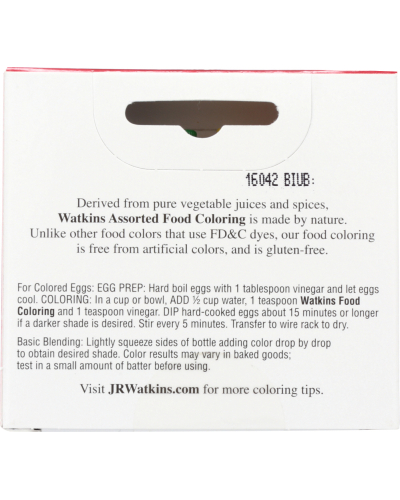 16042 BIUB:
Derived from pure vegetable juices and spices,
Watkins Assorted Food Coloring is made by nature.
Unlike other food colors that use FD&C dyes, our food coloring
is free from artificial colors, and is gluten-free.
For Colored Eggs: EGG PREP: Hard boil eggs with 1 tablespoon vinegar and let eggs
cool. COLORING: In a cup or bowl, ADD ½ cup water, 1 teaspoon Watkins Food
Coloring and 1 teaspoon vinegar. DIP hard-cooked eggs about 15 minutes or longer
if a darker shade is desired. Stir every 5 minutes. Transfer to wire rack to dry.
Basic Blending: Lightly squeeze sides of bottle adding color drop by drop
to obtain desired shade. Color results may vary in baked goods;
test in a small amount of batter before using.
Visit JRWatkins.com for more coloring tips.